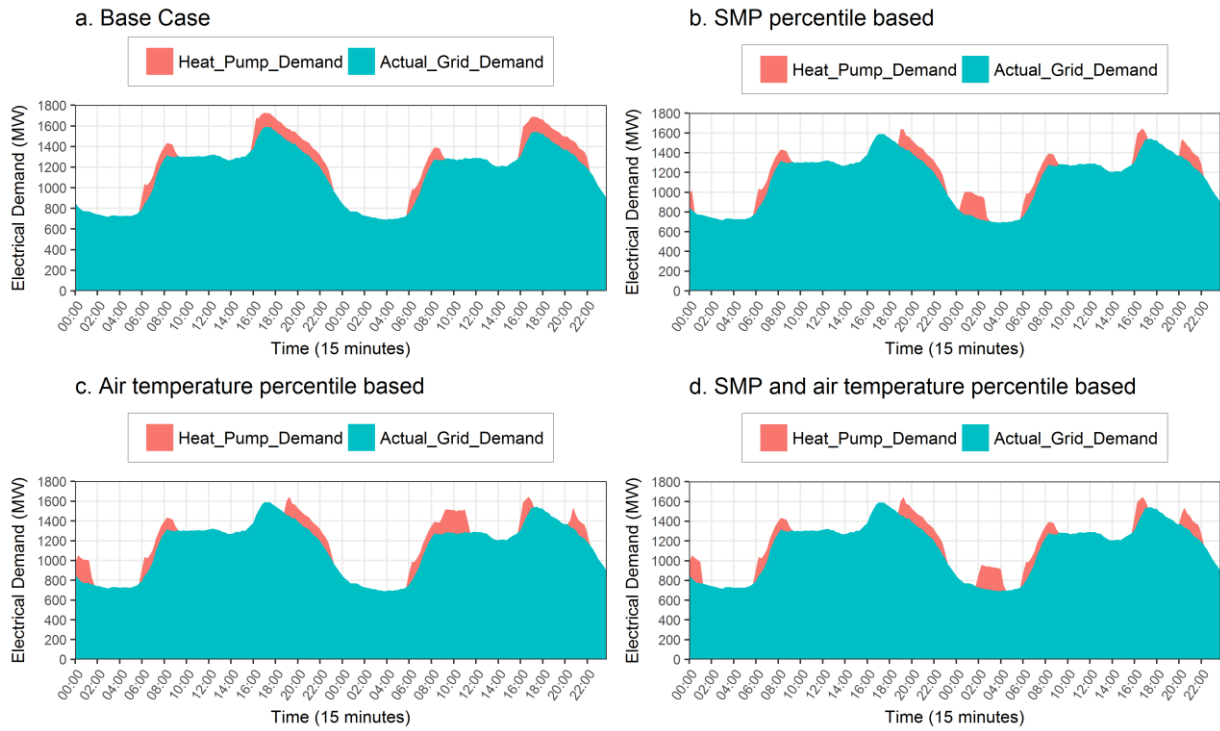 a. Base Case
Heat_Pump_Demand Actual_Grid_Demand
Electrical Demand (MW)
1800
1600
1400
1200
1000
800
600
400
200
0
00:00 02:00 04:00 06:00 08:00 10:00 12:00 14:00 16:00 18:00 20:00 22:00 00:00 02:00 04:00 06:00 08:00 10:00 12:00 14:00 16:00 18:00 20:00 22:00
Time (15 minutes)
b. SMP percentile based
Heat_Pump_Demand Actual_Grid_Demand
Electrical Demand (MW)
1800
1600
1400
1200
1000
800
600
400
200
0
00:00 02:00 04:00 06:00 08:00 10:00 12:00 14:00 16:00 18:00 20:00 22:00 00:00 02:00 04:00 06:00 08:00 10:00 12:00 14:00 16:00 18:00 20:00 22:00
Time (15 minutes)
c. Air temperature percentile based
Heat_Pump_Demand Actual_Grid_Demand
Electrical Demand (MW)
1800
1600
1400
1200
1000
800
600
400
200
0
00:00 02:00 04:00 06:00 08:00 10:00 12:00 14:00 16:00 18:00 20:00 22:00 00:00 02:00 04:00 06:00 08:00 10:00 12:00 14:00 16:00 18:00 20:00 22:00
Time (15 minutes)
d. SMP and air temperature percentile based
Heat_Pump_Demand Actual_Grid_Demand
Electrical Demand (MW)
1800
1600
1400
1200
1000
800
600
400
200
0
00:00 02:00 04:00 06:00 08:00 10:00 12:00 14:00 16:00 18:00 20:00 22:00 00:00 02:00 04:00 06:00 08:00 10:00 12:00 14:00 16:00 18:00 20:00 22:00
Time (15 minutes)